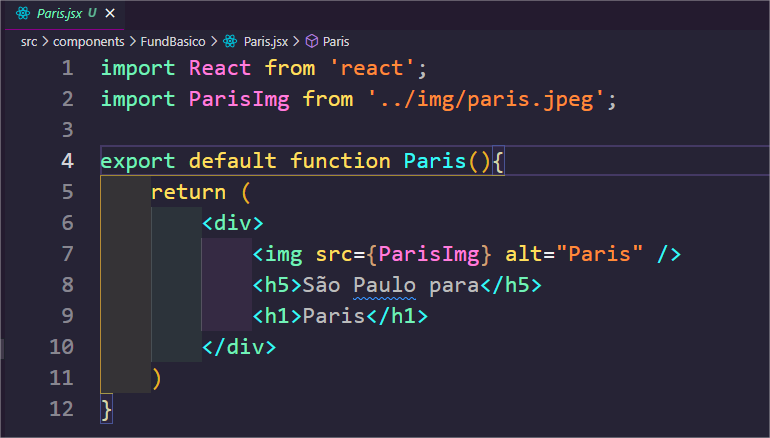 Paris.jsx U ×
src > components > FundBasico > Paris.jsx > Paris
1 import React from 'react';
2 import ParisImg from '../img/paris.jpeg';
3
4 export default function Paris(){
5     return (
6         <div>
7             <img src={ParisImg} alt="Paris" />
8             <h5>São Paulo para</h5>
9             <h1>Paris</h1>
10         </div>
11     )
12 }